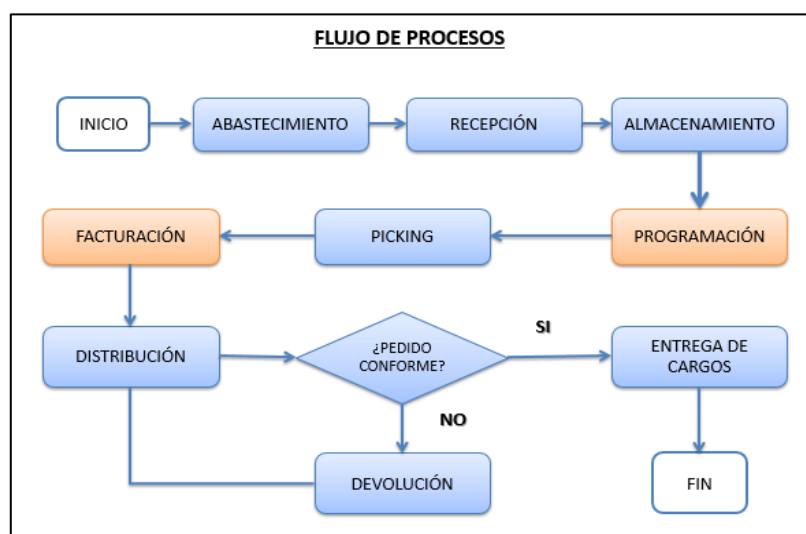 FLUJO DE PROCESOS
INICIO
ABASTECIMIENTO
RECEPCIÓN
ALMACENAMIENTO
FACTURACIÓN
PICKING
PROGRAMACIÓN
DISTRIBUCIÓN
¿PEDIDO
CONFORME?
SI
ENTREGA DE
CARGOS
NO
DEVOLUCIÓN
FIN